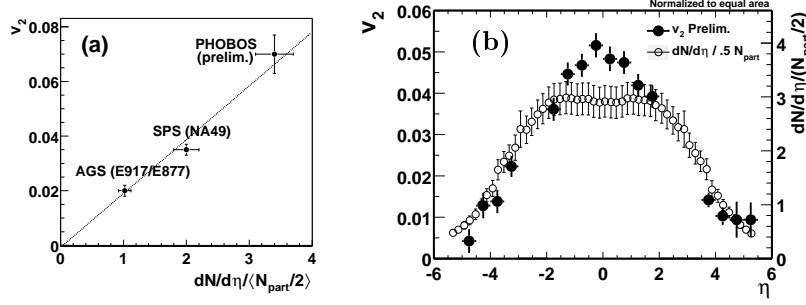 v2
0.08
0.06
0.04
0.02
0
(a)
PHOBOS
(prelim.)
SPS (NA49)
AGS (E917/E877)
0 1 2 3 4
dN/dη/⟨Npart/2⟩
Normalized to equal area
v2
0.06
0.05
0.04
0.03
0.02
0.01
0.00
(b)
v2 Prelim.
dN/dη / .5 Npart
4
3
2
1
0
dN/dη/(Npart/2)
-6 -4 -2 0 2 4 6
η